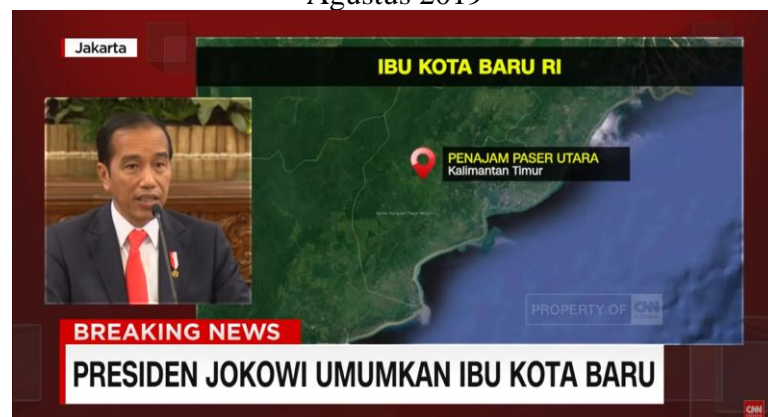 Agustus 2019
Jakarta
IBU KOTA BARU RI
PENAJAM PASER UTARA
Kalimantan Timur
PROPERTY OF CNN
BREAKING NEWS
PRESIDEN JOKOWI UMUMKAN IBU KOTA BARU
CNN